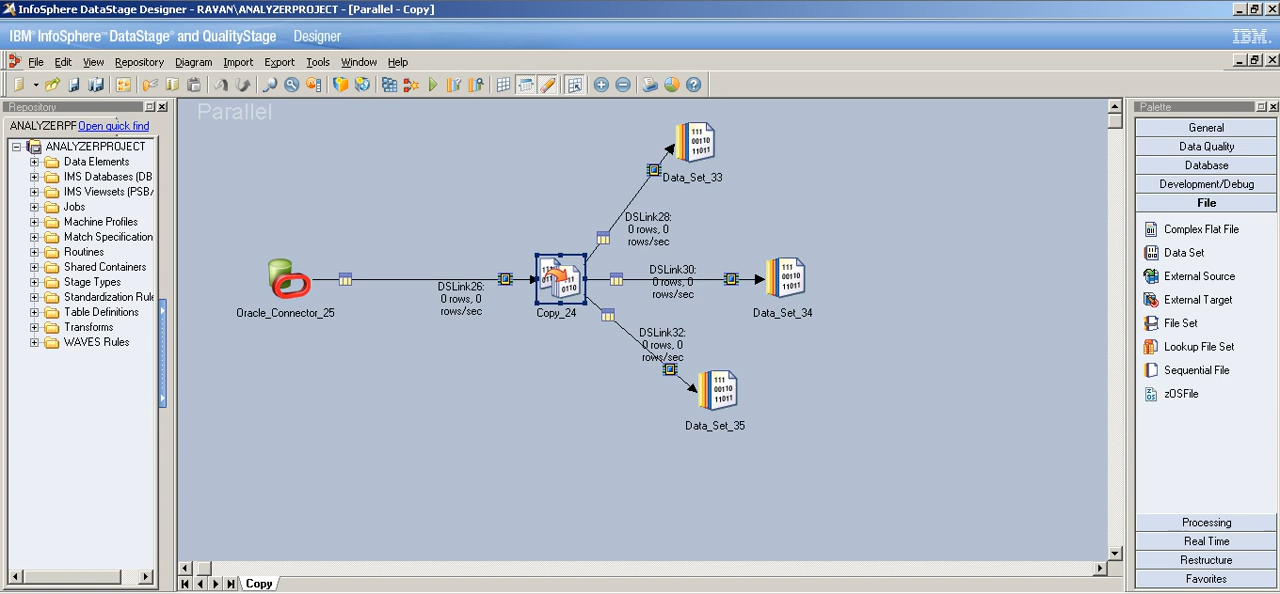 InfoSphere DataStage Designer - RAVAN\ANALYZERPROJECT - [Parallel - Copy]
IBM® InfoSphere™ DataStage® and QualityStage Designer
IBM.
File Edit View Repository Diagram Import Export Tools Window Help
Repository
ANALYZERPF Open quick find
ANALYZERPROJECT
Data Elements
IMS Databases (DB
IMS Viewsets (PSB/
Jobs
Machine Profiles
Match Specification
Routines
Shared Containers
Stage Types
Standardization Rule
Table Definitions
Transforms
WAVES Rules
Parallel
Data_Set_33
DSLink28:
0 rows, 0
rows/sec
Oracle_Connector_25
DSLink26:
0 rows, 0
rows/sec
Copy_24
DSLink30:
0 rows, 0
rows/sec
Data_Set_34
DSLink32:
0 rows, 0
rows/sec
Data_Set_35
Copy
Palette
General
Data Quality
Database
Development/Debug
File
Complex Flat File
Data Set
External Source
External Target
File Set
Lookup File Set
Sequential File
zOSFile
Processing
Real Time
Restructure
Favorites